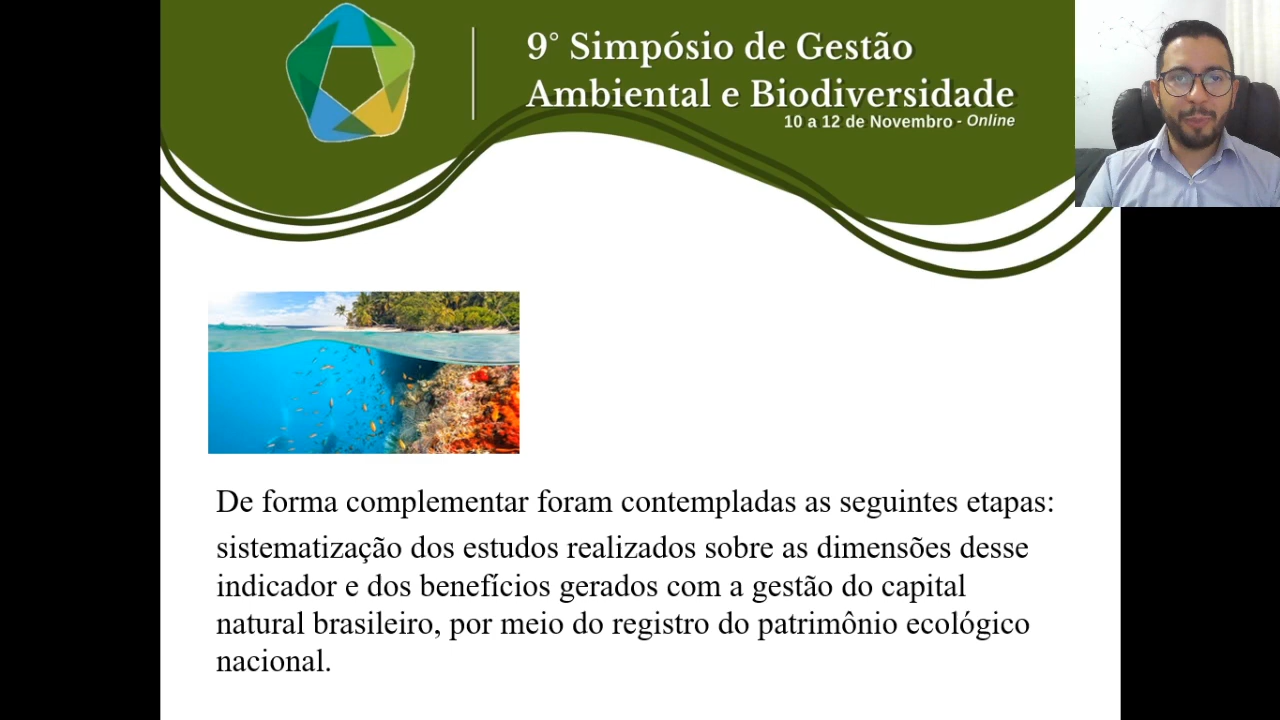 9° Simpósio de Gestão
Ambiental e Biodiversidade
10 a 12 de Novembro - Online
De forma complementar foram contempladas as seguintes etapas:
sistematização dos estudos realizados sobre as dimensões desse
indicador e dos benefícios gerados com a gestão do capital
natural brasileiro, por meio do registro do patrimônio ecológico
nacional.